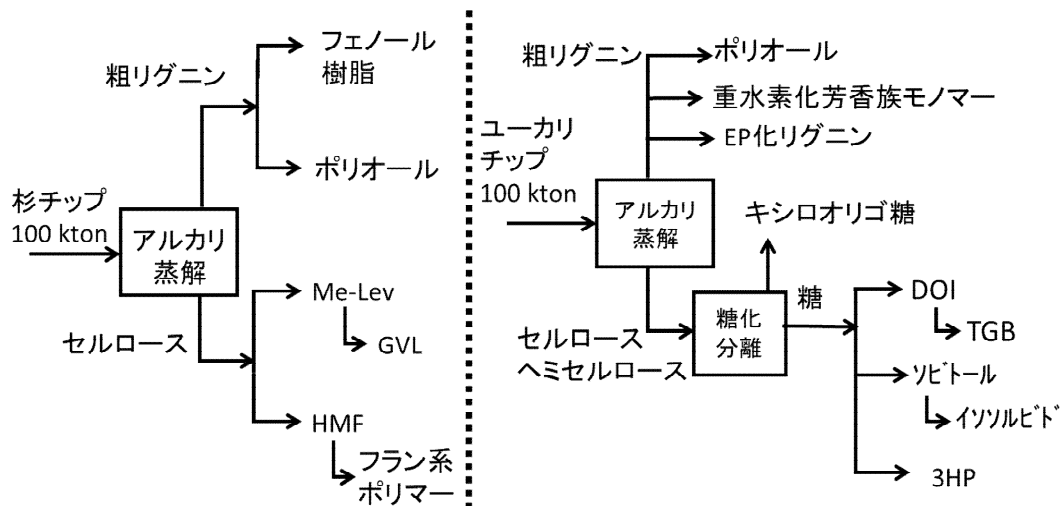 フェノール
樹脂
粗リグニン
ポリオール
杉チップ
100 kton
アルカリ
蒸解
Me-Lev
GVL
セルロース
HMF
フラン系
ポリマー
粗リグニン
ポリオール
重水素化芳香族モノマー
EP化リグニン
ユーカリ
チップ
100 kton
アルカリ
蒸解
キシロオリゴ糖
糖化
分離
糖
セルロース
ヘミセルロース
DOI
TGB
ｿﾋﾞﾄｰﾙ
ｲｿｿﾙﾋﾞﾄﾞ
3HP